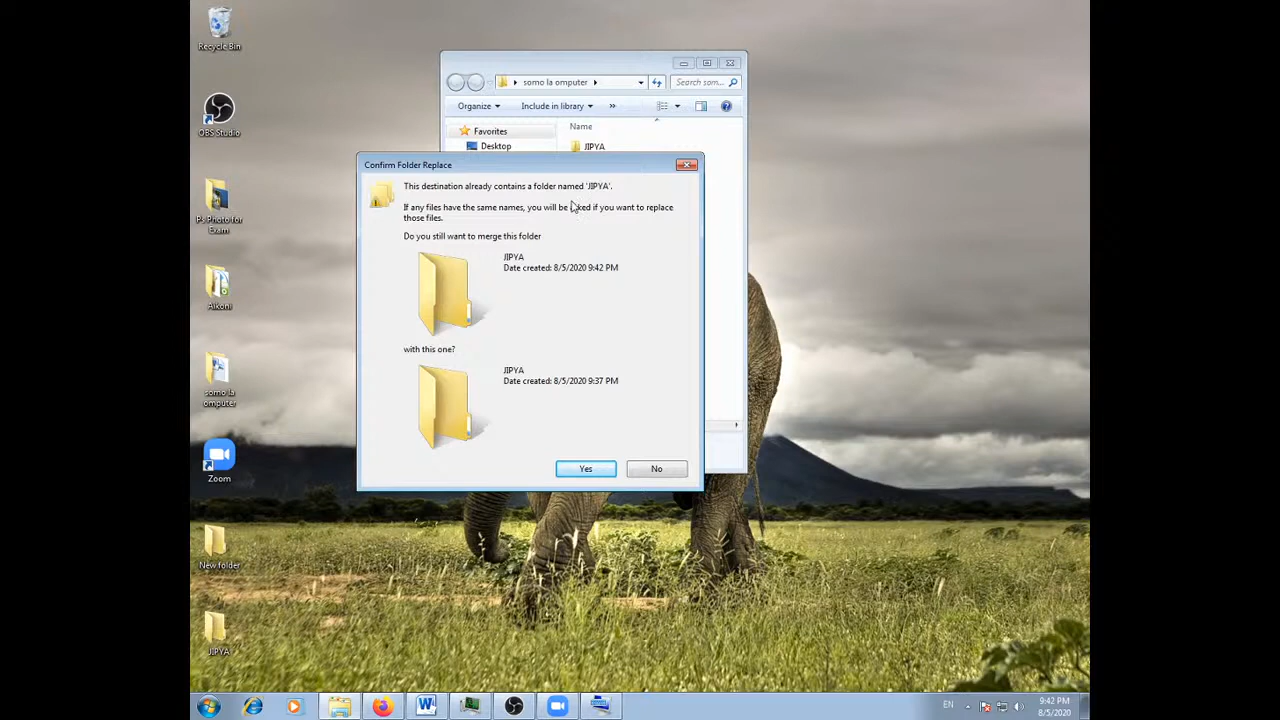 Recycle Bin
OBS Studio
Ps Photo for
Exam
Aikoni
somo la
omputer
Zoom
New folder
JIPYA
somo la omputer
Search som...
Organize
Include in library
»
Name
Favorites
Desktop
JIPYA
Confirm Folder Replace
This destination already contains a folder named 'JIPYA'.
If any files have the same names, you will be asked if you want to replace
those files.
Do you still want to merge this folder
JIPYA
Date created: 8/5/2020 9:42 PM
with this one?
JIPYA
Date created: 8/5/2020 9:37 PM
Yes
No
EN
9:42 PM
8/5/2020